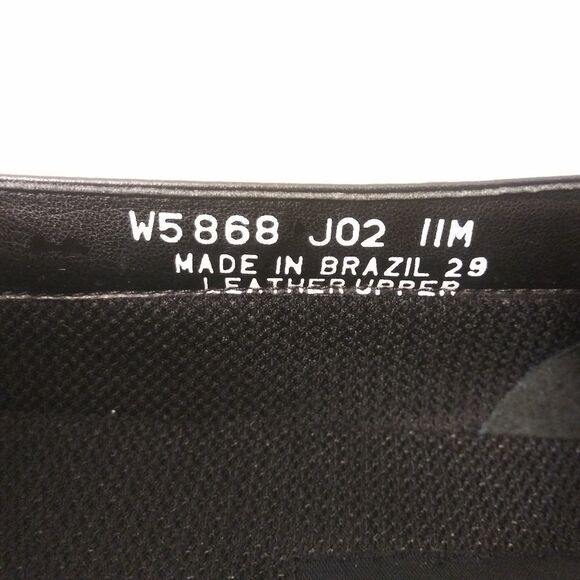 W5868 J02 11M
MADE IN BRAZIL 29
LEATHER UPPER